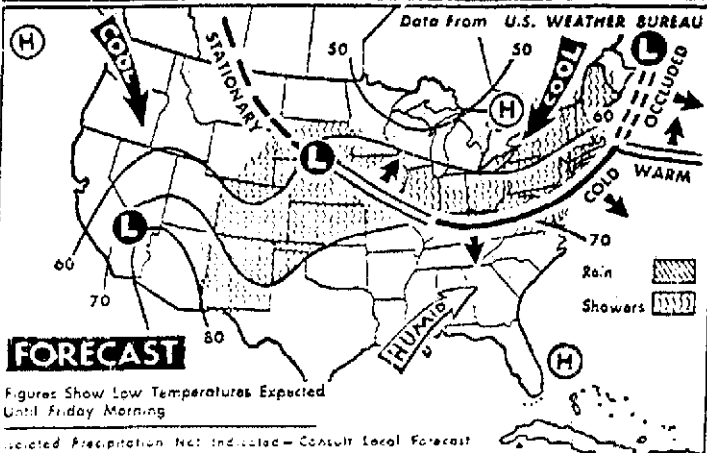 Data from U.S. WEATHER BUREAU
H
COOL
STATIONARY
50
50
COOL
L
OCCLUDED
H
60
L
WARM
COLD
L
70
60
70
80
Rain
Showers
HUMID
FORECAST
H
Figures Show Low Temperatures Expected
Until Friday Morning
Isolated Precipitation Not Indicated — Consult Local Forecast